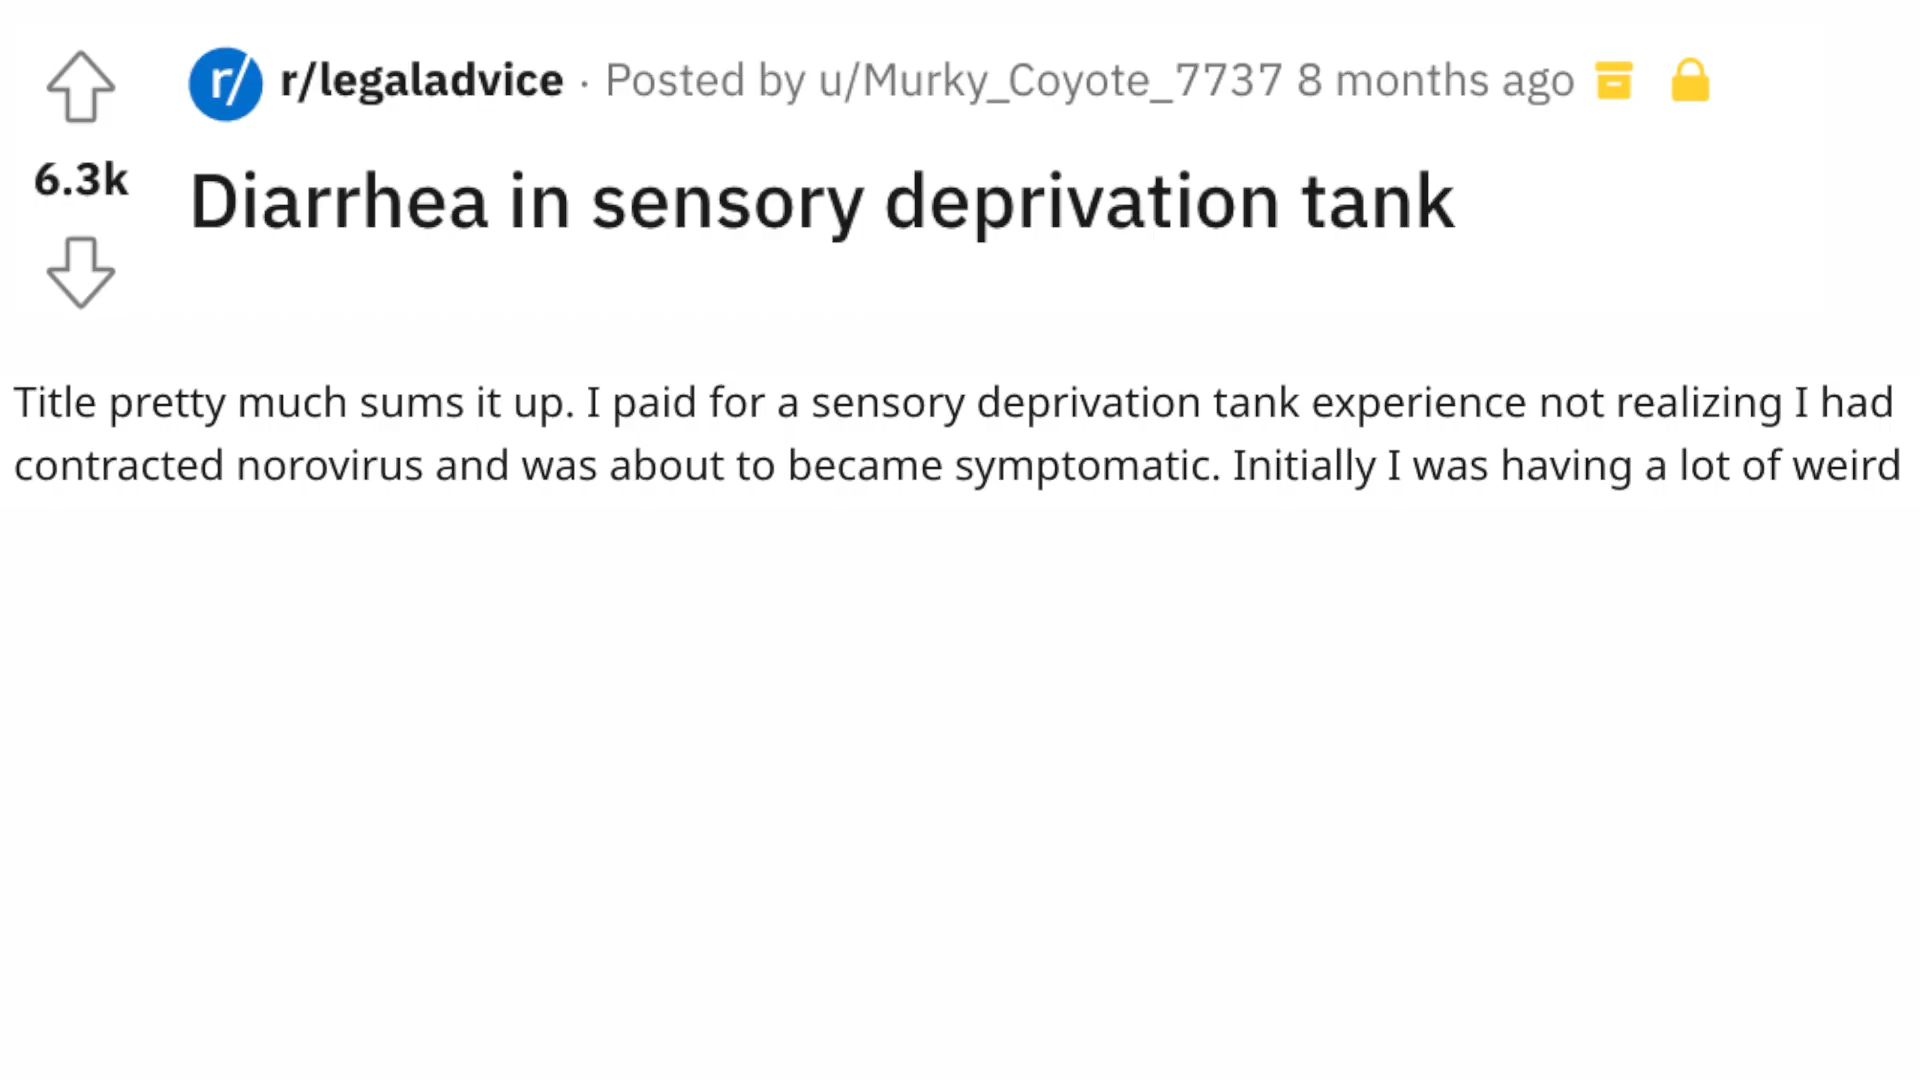 r/ r/legaladvice · Posted by u/Murky_Coyote_7737 8 months ago
6.3k
Diarrhea in sensory deprivation tank
Title pretty much sums it up. I paid for a sensory deprivation tank experience not realizing I had
contracted norovirus and was about to became symptomatic. Initially I was having a lot of weird